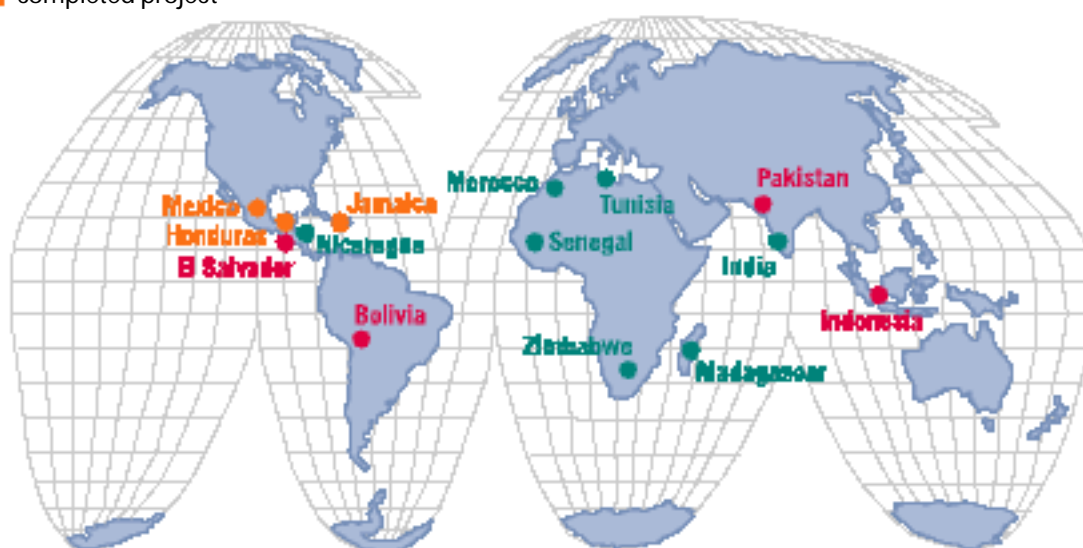 completed project
Mexico
Jamaica
Honduras
Nicaragua
El Salvador
Bolivia
Morocco
Tunisia
Senegal
Pakistan
India
Indonesia
Zimbabwe
Madagascar